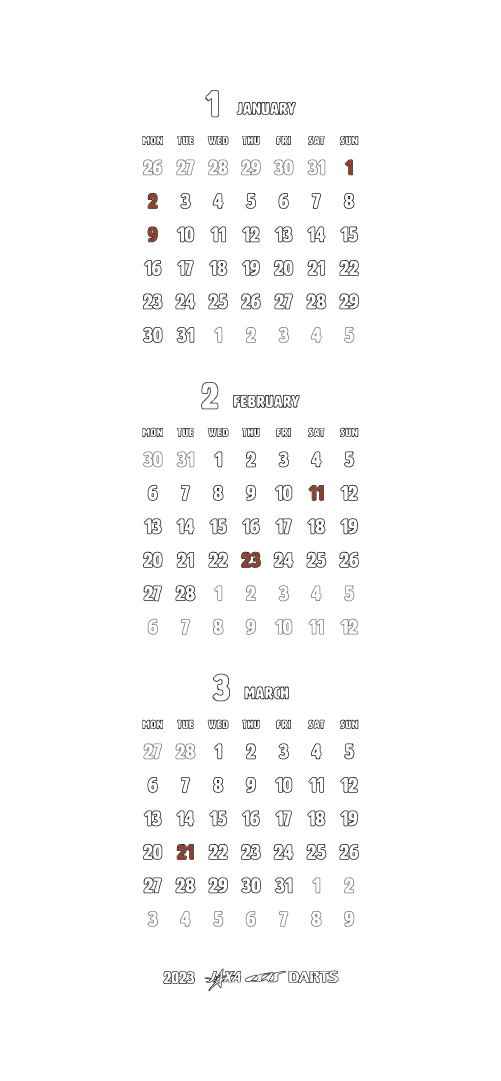 1 JANUARY
MON TUE WED THU FRI SAT SUN
26 27 28 29 30 31 1
2 3 4 5 6 7 8
9 10 11 12 13 14 15
16 17 18 19 20 21 22
23 24 25 26 27 28 29
30 31 1 2 3 4 5
2 FEBRUARY
MON TUE WED THU FRI SAT SUN
30 31 1 2 3 4 5
6 7 8 9 10 11 12
13 14 15 16 17 18 19
20 21 22 23 24 25 26
27 28 1 2 3 4 5
6 7 8 9 10 11 12
3 MARCH
MON TUE WED THU FRI SAT SUN
27 28 1 2 3 4 5
6 7 8 9 10 11 12
13 14 15 16 17 18 19
20 21 22 23 24 25 26
27 28 29 30 31 1 2
3 4 5 6 7 8 9
2023 JAXA DARTS